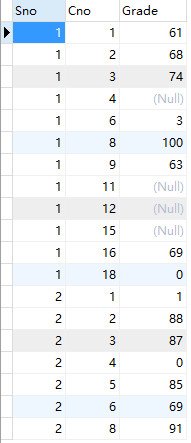 Sno Cno Grade
1 1 61
1 2 68
1 3 74
1 4 (Null)
1 6 3
1 8 100
1 9 63
1 11 (Null)
1 12 (Null)
1 15 (Null)
1 16 69
1 18 0
2 1 1
2 2 88
2 3 87
2 4 0
2 5 85
2 6 69
2 8 91